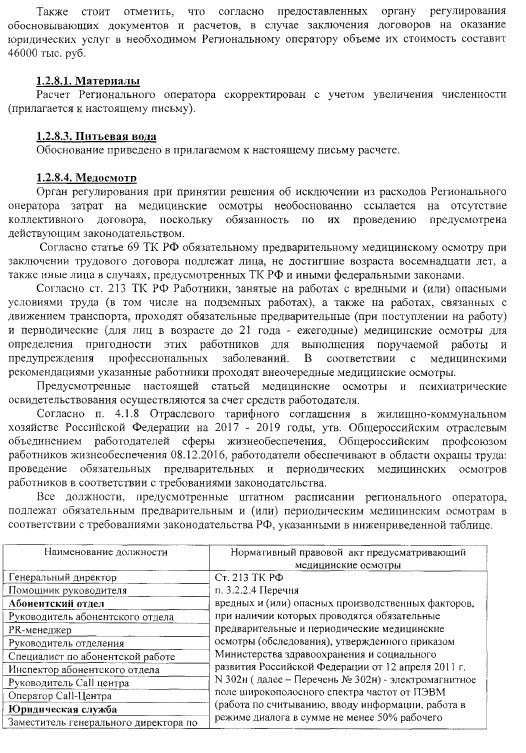 Также стоит отметить, что согласно предоставленных органу регулирования
обосновывающих документов и расчетов, в случае заключения договоров на оказание
юридических услуг в необходимом Региональному оператору объеме их стоимость составит
46000 тыс. руб.
1.2.8.1. Материалы
Расчет Регионального оператора скорректирован с учетом увеличения численности
(прилагается к настоящему письму).
1.2.8.3. Питьевая вода
Обоснование приведено в прилагаемом к настоящему письму расчете.
1.2.8.4. Медосмотр
Орган регулирования при принятии решения об исключении из расходов Регионального
оператора затрат на медицинские осмотры необоснованно ссылается на отсутствие
коллективного договора, поскольку обязанность по их проведению предусмотрена
действующим законодательством.
Согласно статье 69 ТК РФ обязательному предварительному медицинскому осмотру при
заключении трудового договора подлежат лица, не достигшие возраста восемнадцати лет, а
также иные лица в случаях, предусмотренных ТК РФ и иными федеральными законами.
Согласно ст. 213 ТК РФ Работники, занятые на работах с вредными и (или) опасными
условиями труда (в том числе на подземных работах), а также на работах, связанных с
движением транспорта, проходят обязательные предварительные (при поступлении на работу)
и периодические (для лиц в возрасте до 21 года - ежегодные) медицинские осмотры для
определения пригодности этих работников для выполнения поручаемой работы и
предупреждения профессиональных заболеваний. В соответствии с медицинскими
рекомендациями указанные работники проходят внеочередные медицинские осмотры.
Предусмотренные настоящей статьей медицинские осмотры и психиатрические
освидетельствования осуществляются за счет средств работодателя.
Согласно п. 4.1.8 Отраслевого тарифного соглашения в жилищно-коммунальном
хозяйстве Российской Федерации на 2017 - 2019 годы, утв. Общероссийским отраслевым
объединением работодателей сферы жизнеобеспечения, Общероссийским профсоюзом
работников жизнеобеспечения 08.12.2016, работодатели обеспечивают в области охраны труда:
проведение обязательных предварительных и периодических медицинских осмотров
работников в соответствии с требованиями законодательства.
Все должности, предусмотренные штатном расписании регионального оператора,
подлежат обязательным предварительным и (или) периодическим медицинским осмотрам в
соответствии с требованиями законодательства РФ, указанными в нижеприведенной таблице.
Наименование должности
Нормативный правовой акт предусматривающий
медицинские осмотры
Генеральный директор
Помощник руководителя
Абонентский отдел
Руководитель абонентского отдела
PR-менеджер
Руководитель отделения
Специалист по абонентской работе
Инспектор абонентского отдела
Руководитель Call центра
Оператор Call-Центра
Юридическая служба
Заместитель генерального директора по
Ст. 213 ТК РФ
п. 3.2.2.4 Перечня
вредных и (или) опасных производственных факторов,
при наличии которых проводятся обязательные
предварительные и периодические медицинские
осмотры (обследования), утвержденного приказом
Министерства здравоохранения и социального
развития Российской Федерации от 12 апреля 2011 г.
N 302н ( далее – Перечень № 302н) - электромагнитное
поле широкополосного спектра частот от ПЭВМ
(работа по считыванию, вводу информации, работа в
режиме диалога в сумме не менее 50% рабочего